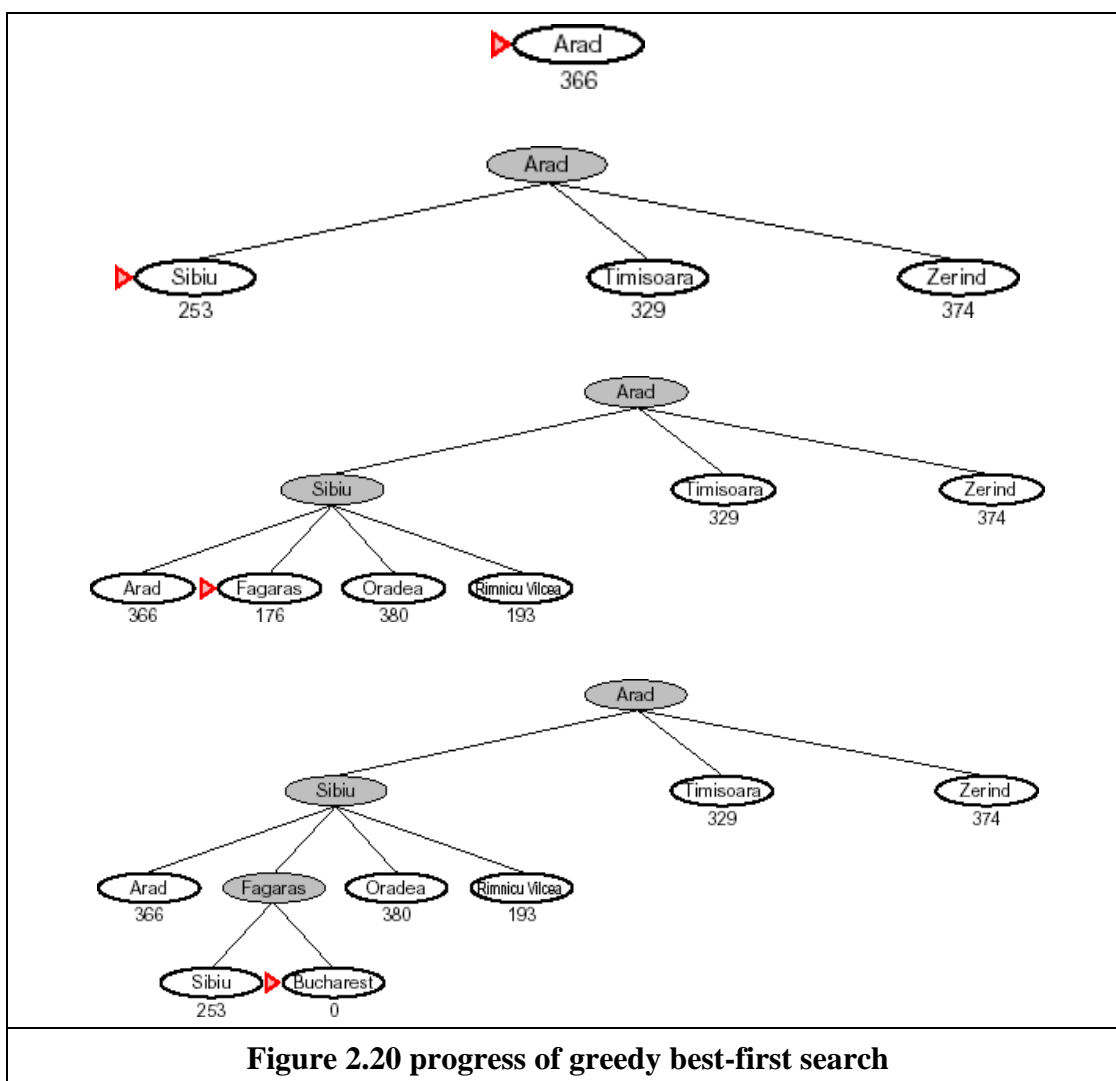 Arad
366
Arad
Sibiu Timisoara Zerind
253 329 374
Arad
Sibiu Timisoara Zerind
329 374
Arad Fagaras Oradea Rimnicu Vilcea
366 176 380 193
Arad
Sibiu Timisoara Zerind
329 374
Arad Fagaras Oradea Rimnicu Vilcea
366 380 193
Sibiu Bucharest
253 0
Figure 2.20 progress of greedy best-first search